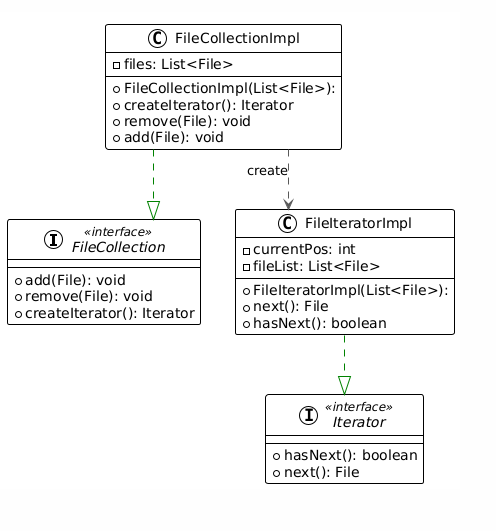 C FileCollectionImpl
files: List<File>
FileCollectionImpl(List<File>):
createIterator(): Iterator
remove(File): void
add(File): void
create
I «interface»
FileCollection
add(File): void
remove(File): void
createIterator(): Iterator
C FileIteratorImpl
currentPos: int
fileList: List<File>
FileIteratorImpl(List<File>):
next(): File
hasNext(): boolean
I «interface»
Iterator
hasNext(): boolean
next(): File